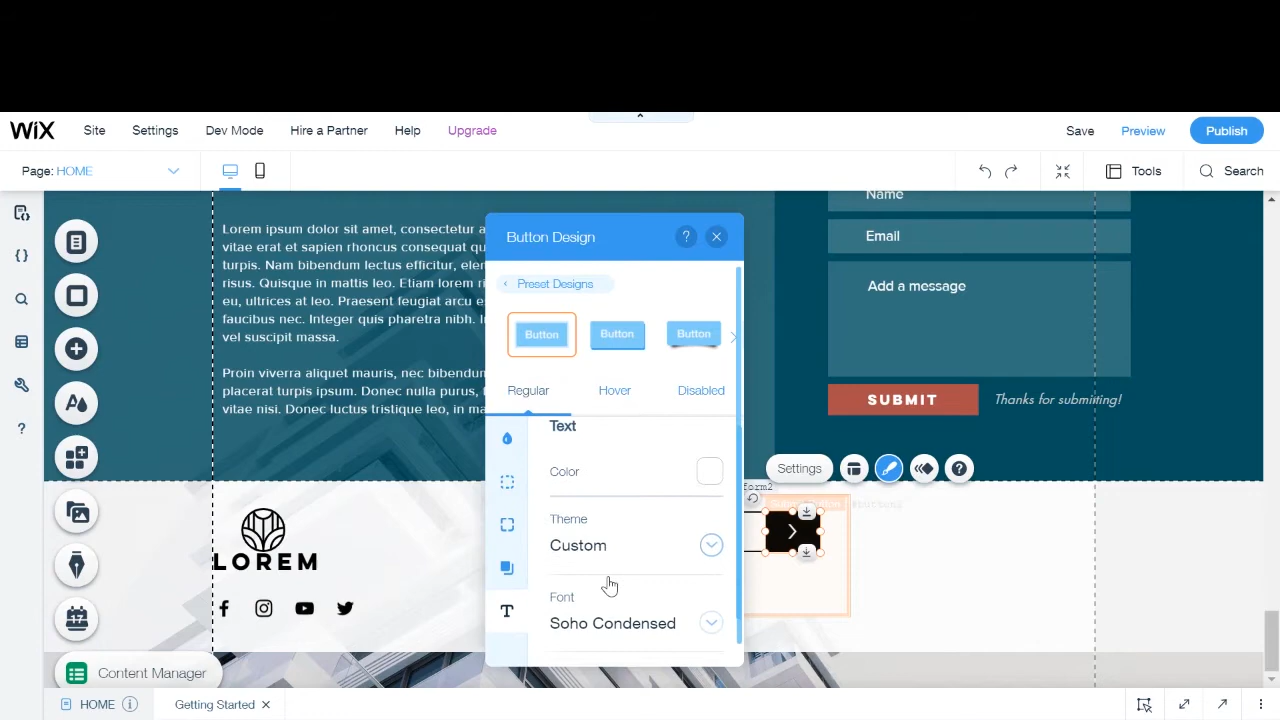 WiX
Site
Settings
Dev Mode
Hire a Partner
Help
Upgrade
Save
Preview
Publish
Page: HOME
Tools
Search
Lorem ipsum dolor sit amet, consectetur a
vitae erat et sapien rhoncus consequat qu
turpis. Nam bibendum lectus efficitur, elen
risus. Quisque in mattis leo. Etiam lorem r
eu, ultrices at leo. Praesent feugiat arcu e
faucibus nec. Integer quis pharetra nibh. In
vel suscipit massa.
Proin viverra aliquet mauris, nec bibendum
placerat turpis ipsum. Donec nulla purus, f
vitae nisi. Donec luctus tristique leo, in ma
Button Design
?
Preset Designs
Button
Button
Button
Regular
Hover
Disabled
Text
Color
Theme
Custom
Font
Soho Condensed
Name
Email
Add a message
SUBMIT
Thanks for submitting!
Settings
?
form2
LOREM
Content Manager
HOME
Getting Started